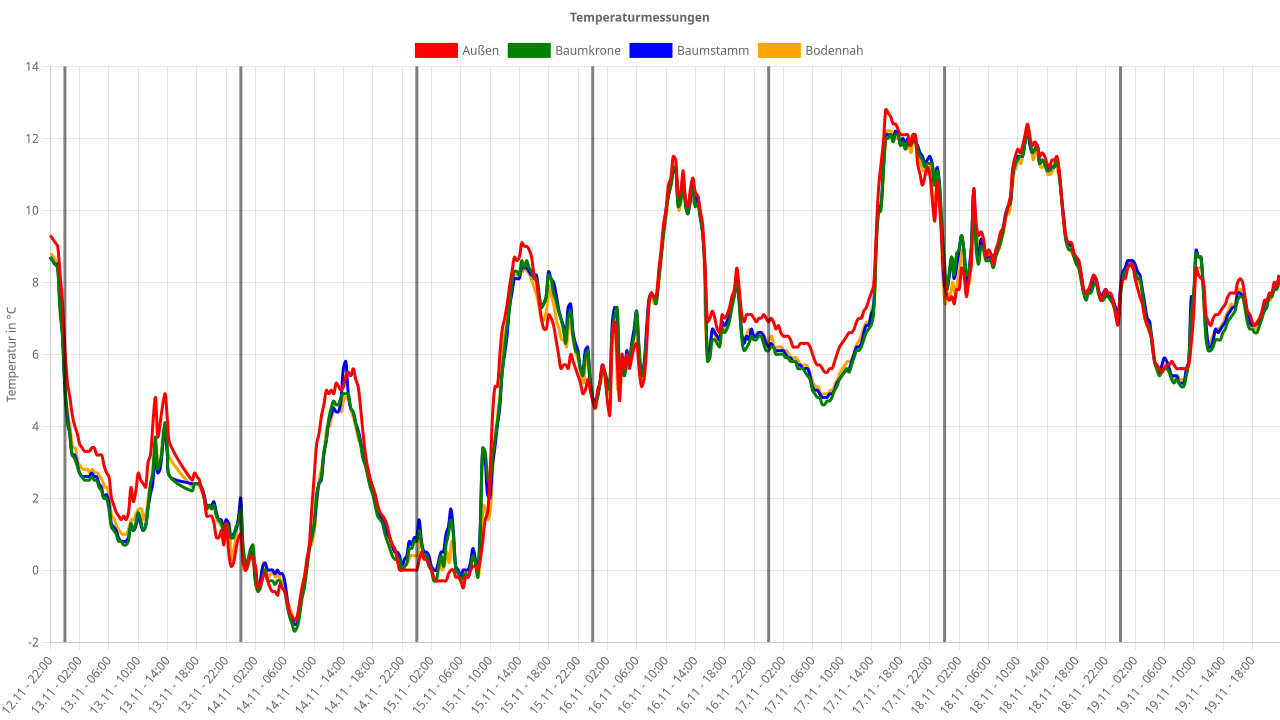 Temperaturmessungen
Außen Baumkrone Baumstamm Bodennah
Temperatur in °C
14
12
10
8
6
4
2
0
-2
12.11 - 22:00
13.11 - 02:00
13.11 - 06:00
13.11 - 10:00
13.11 - 14:00
13.11 - 18:00
13.11 - 22:00
14.11 - 02:00
14.11 - 06:00
14.11 - 10:00
14.11 - 14:00
14.11 - 18:00
14.11 - 22:00
15.11 - 02:00
15.11 - 06:00
15.11 - 10:00
15.11 - 14:00
15.11 - 18:00
15.11 - 22:00
16.11 - 02:00
16.11 - 06:00
16.11 - 10:00
16.11 - 14:00
16.11 - 18:00
16.11 - 22:00
17.11 - 02:00
17.11 - 06:00
17.11 - 10:00
17.11 - 14:00
17.11 - 18:00
17.11 - 22:00
18.11 - 02:00
18.11 - 06:00
18.11 - 10:00
18.11 - 14:00
18.11 - 18:00
18.11 - 22:00
19.11 - 02:00
19.11 - 06:00
19.11 - 10:00
19.11 - 14:00
19.11 - 18:00